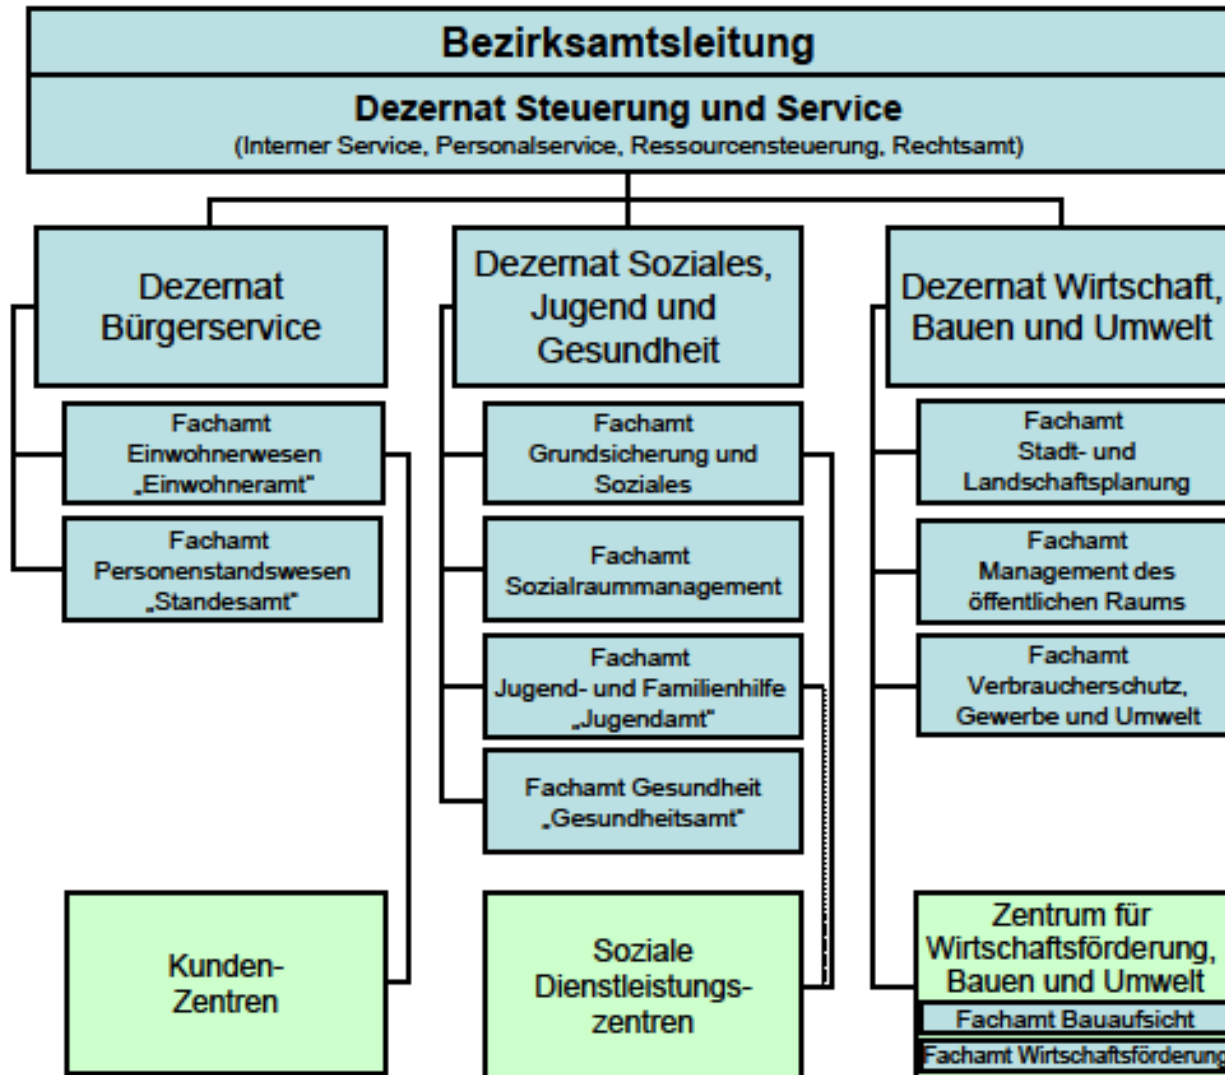 Bezirksamtsleitung
Dezernat Steuerung und Service
(Interner Service, Personalservice, Ressourcensteuerung, Rechtsamt)
Dezernat
Bürgerservice
Fachamt
Einwohnerwesen
„Einwohneramt"
Fachamt
Personenstandswesen
„Standesamt"
Kunden-
Zentren
Dezernat Soziales,
Jugend und
Gesundheit
Fachamt
Grundsicherung und
Soziales
Fachamt
Sozialraummanagement
Fachamt
Jugend- und Familienhilfe
„Jugendamt"
Fachamt Gesundheit
„Gesundheitsamt"
Soziale
Dienstleistungs-
zentren
Dezernat Wirtschaft,
Bauen und Umwelt
Fachamt
Stadt- und
Landschaftsplanung
Fachamt
Management des
öffentlichen Raums
Fachamt
Verbraucherschutz,
Gewerbe und Umwelt
Zentrum für
Wirtschaftsförderung,
Bauen und Umwelt
Fachamt Bauaufsicht
Fachamt Wirtschaftsförderung